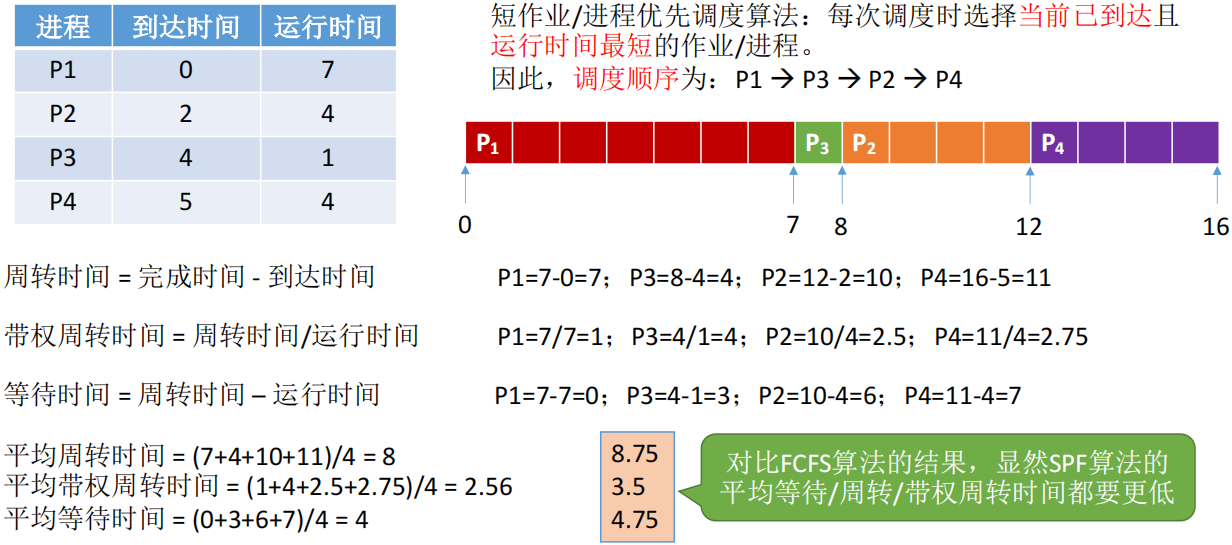 进程 到达时间 运行时间
P1 0 7
P2 2 4
P3 4 1
P4 5 4
短作业/进程优先调度算法：每次调度时选择当前已到达且
运行时间最短的作业/进程。
因此，调度顺序为：P1 → P3 → P2 → P4
P₁ P₃ P₂ P₄
0 7 8 12 16
周转时间 = 完成时间 - 到达时间 P1=7-0=7；P3=8-4=4；P2=12-2=10；P4=16-5=11
带权周转时间 = 周转时间/运行时间 P1=7/7=1；P3=4/1=4；P2=10/4=2.5；P4=11/4=2.75
等待时间 = 周转时间 – 运行时间 P1=7-7=0；P3=4-1=3；P2=10-4=6；P4=11-4=7
平均周转时间 = (7+4+10+11)/4 = 8
平均带权周转时间 = (1+4+2.5+2.75)/4 = 2.56
平均等待时间 = (0+3+6+7)/4 = 4
8.75
3.5
4.75
对比FCFS算法的结果，显然SPF算法的
平均等待/周转/带权周转时间都要更低